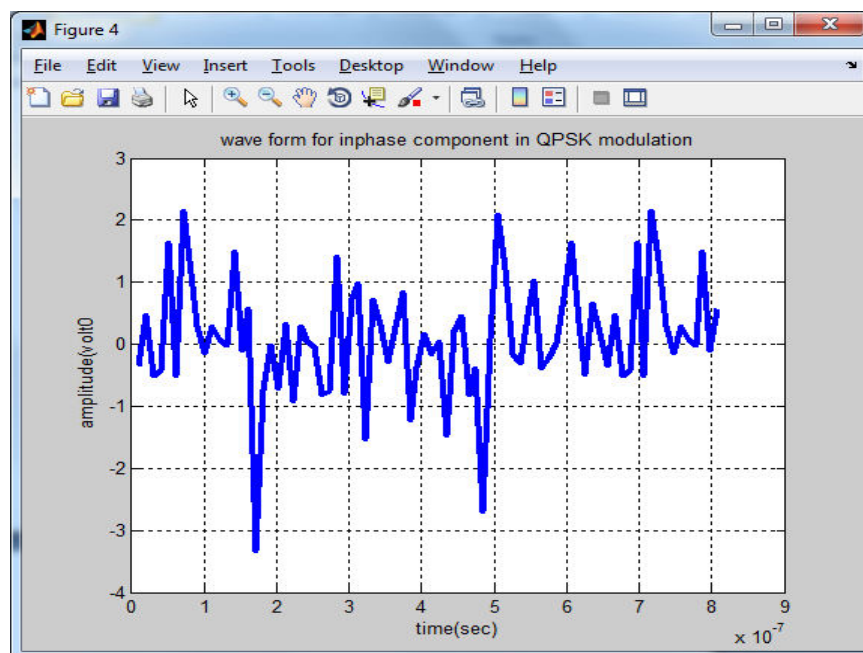 Figure 4
File Edit View Insert Tools Desktop Window Help
wave form for inphase component in QPSK modulation
3
2
1
0
-1
-2
-3
-4
amplitude(volt0
0 1 2 3 4 5 6 7 8 9
time(sec)
x 10^-7